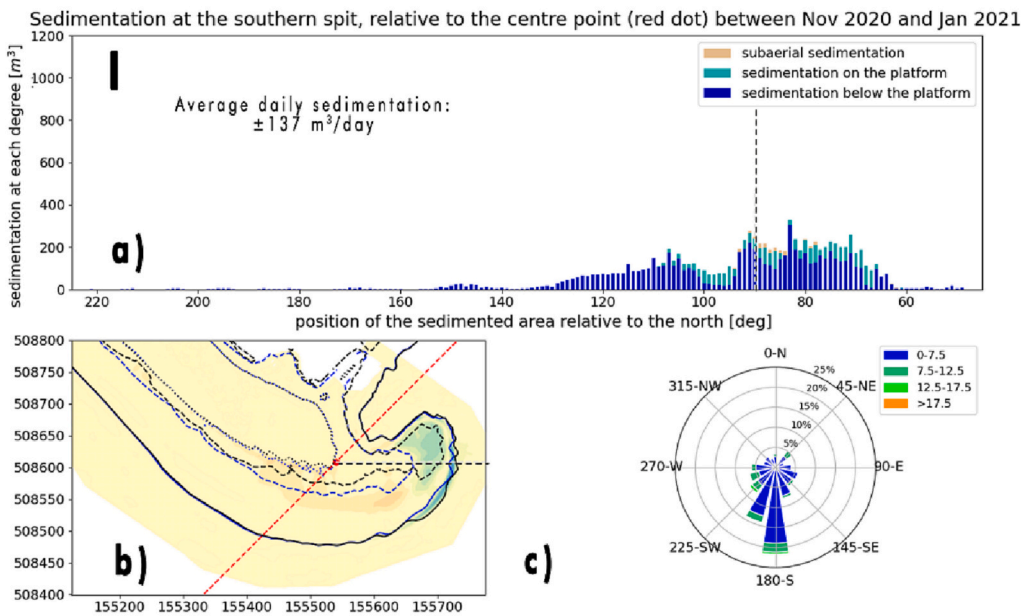 Sedimentation at the southern spit, relative to the centre point (red dot) between Nov 2020 and Jan 2021
sedimentation at each degree [m³]
1200
1000
800
600
400
200
0
I
Average daily sedimentation:
±137 m³/day
subaerial sedimentation
sedimentation on the platform
sedimentation below the platform
a)
220
200
180
160
140
120
100
80
60
position of the sedimented area relative to the north [deg]
508800
508750
508700
508650
508600
508550
508500
508450
508400
b)
155200
155300
155400
155500
155600
155700
c)
0-N
45-NE
90-E
145-SE
180-S
225-SW
270-W
315-NW
25%
20%
15%
10%
5%
0-7.5
7.5-12.5
12.5-17.5
>17.5